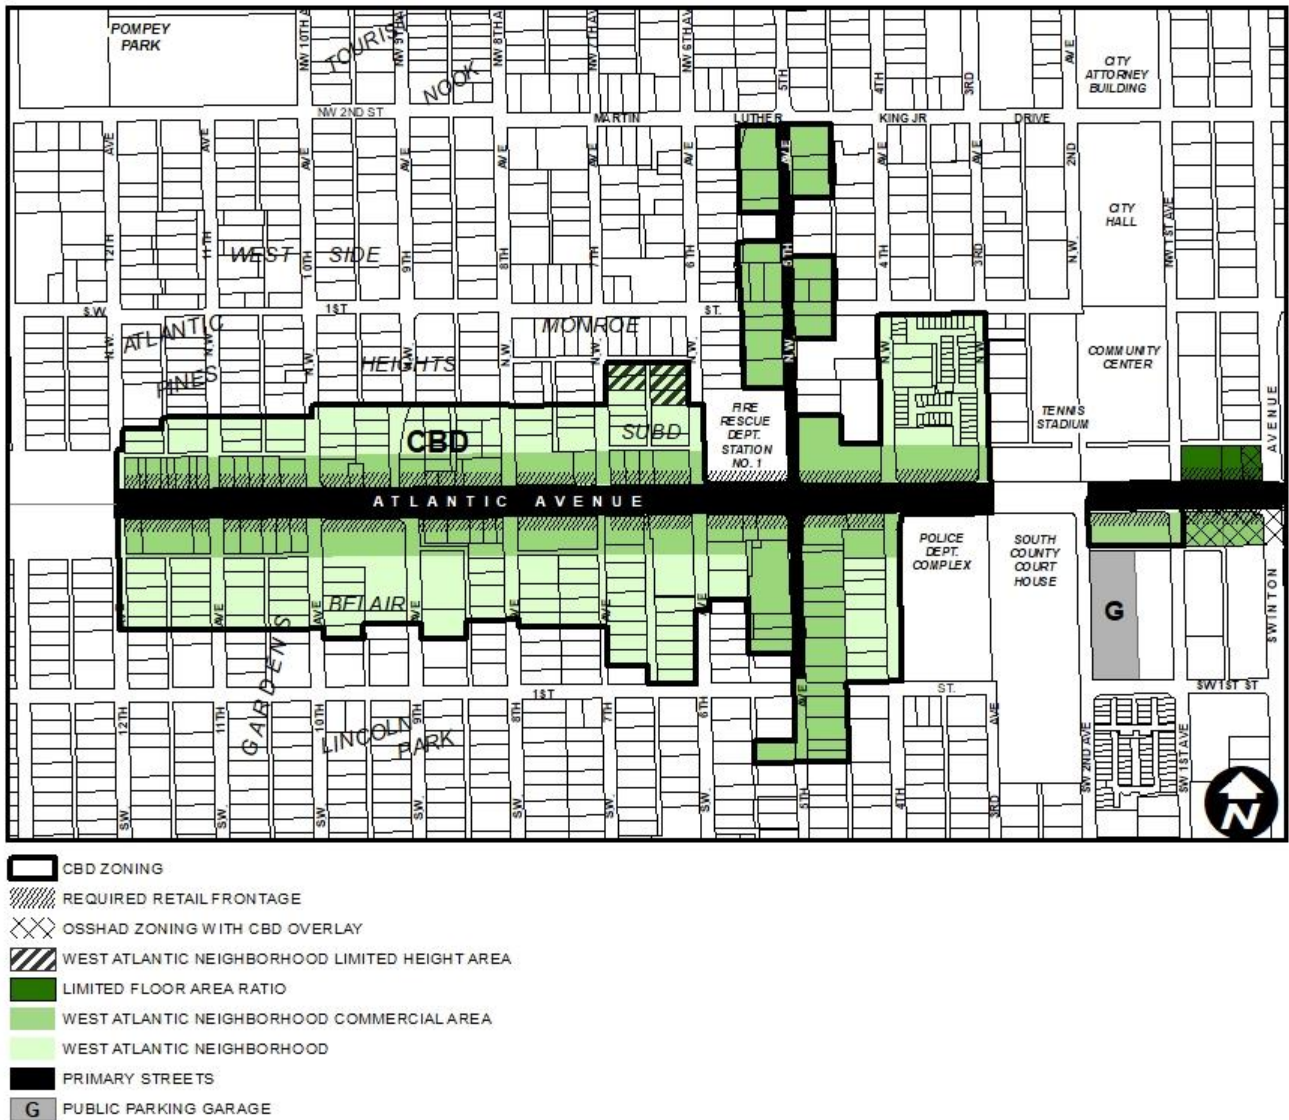 POMPEY
PARK
NW 10TH A
TOURIS
NW 9TH A
NOOK
NW 8TH A
NW 7TH AV
NW 6TH AV
5TH
4TH
3RD
AVE
CITY
ATTORNEY
BUILDING
NW 2ND ST
MARTIN
LUTHER
KING JR
DRIVE
AVE
AVE
AVE
AVE
AVE
AVE
AVE
AVE
AVE
AVE
2ND
12TH
11TH
10TH
9TH
8TH
7TH
6TH
5TH
4TH
3RD
N.W.
NW 1ST AVE
CITY
HALL
WEST SIDE
S.W
1ST
ST.
ATLANTIC
PINES
HEIGHTS
MONROE
N.W.
N.W.
N.W
N.W.
N.W.
N.W.
N.W.
N.W.
N.W.
N.W.
COMMUNITY
CENTER
TENNIS
STADIUM
AVENUE
FIRE
RESCUE
DEPT.
STATION
NO. 1
SUBD
CBD
ATLANTIC AVENUE
POLICE
DEPT.
COMPLEX
SOUTH
COUNTY
COURT
HOUSE
G
SWINTON
AVE
AVE
AVE
AVE
AVE
AVE
AVE
AVE
AVE
BELAIR
GARDENS
1ST
ST.
SW 1ST ST
12TH
11TH
10TH
9TH
8TH
7TH
6TH
5TH
4TH
3RD
LINCOLN
PARK
SW.
SW.
SW
SW.
SW.
SW.
SW.
SW 2ND AVE
SW 1ST AVE
N
CBD ZONING
REQUIRED RETAIL FRONTAGE
OSSHAD ZONING WITH CBD OVERLAY
WEST ATLANTIC NEIGHBORHOOD LIMITED HEIGHT AREA
LIMITED FLOOR AREA RATIO
WEST ATLANTIC NEIGHBORHOOD COMMERCIAL AREA
WEST ATLANTIC NEIGHBORHOOD
PRIMARY STREETS
G PUBLIC PARKING GARAGE